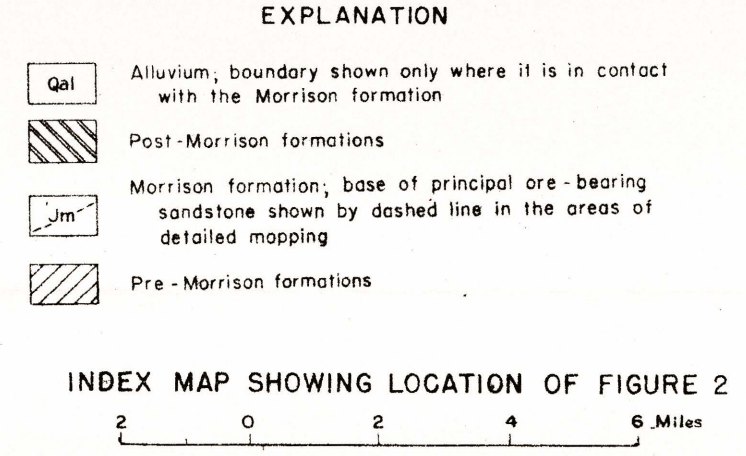 EXPLANATION
Qal
Alluvium; boundary shown only where it is in contact
with the Morrison formation
Post-Morrison formations
Jm
Morrison formation; base of principal ore-bearing
sandstone shown by dashed line in the areas of
detailed mapping
Pre-Morrison formations
INDEX MAP SHOWING LOCATION OF FIGURE 2
2 0 2 4 6 Miles